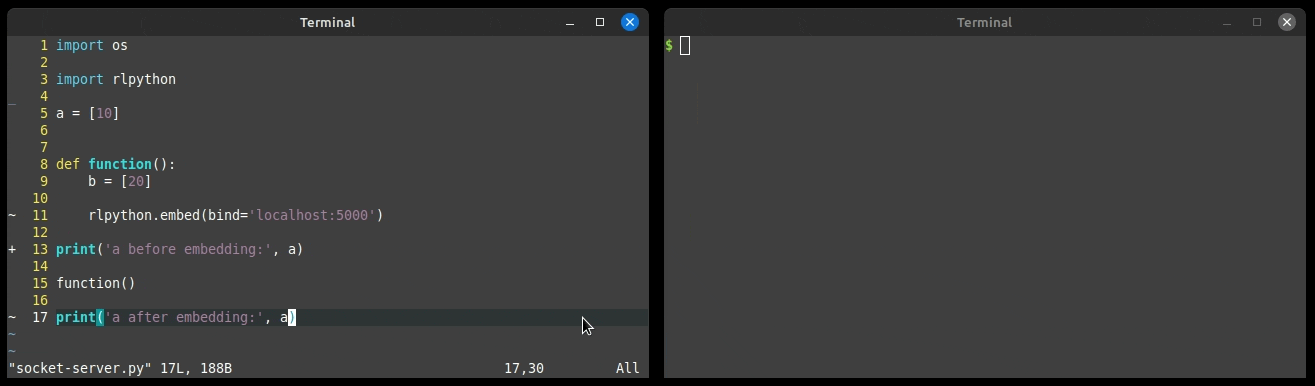 Terminal
1 import os
2
3 import rlpython
4
_
5 a = [10]
6
7
8 def function():
9     b = [20]
10
~ 11     rlpython.embed(bind='localhost:5000')
12
+ 13 print('a before embedding:', a)
14
15 function()
16
~ 17 print('a after embedding:', a)
~
~
"socket-server.py" 17L, 188B 17,30 All
Terminal
$